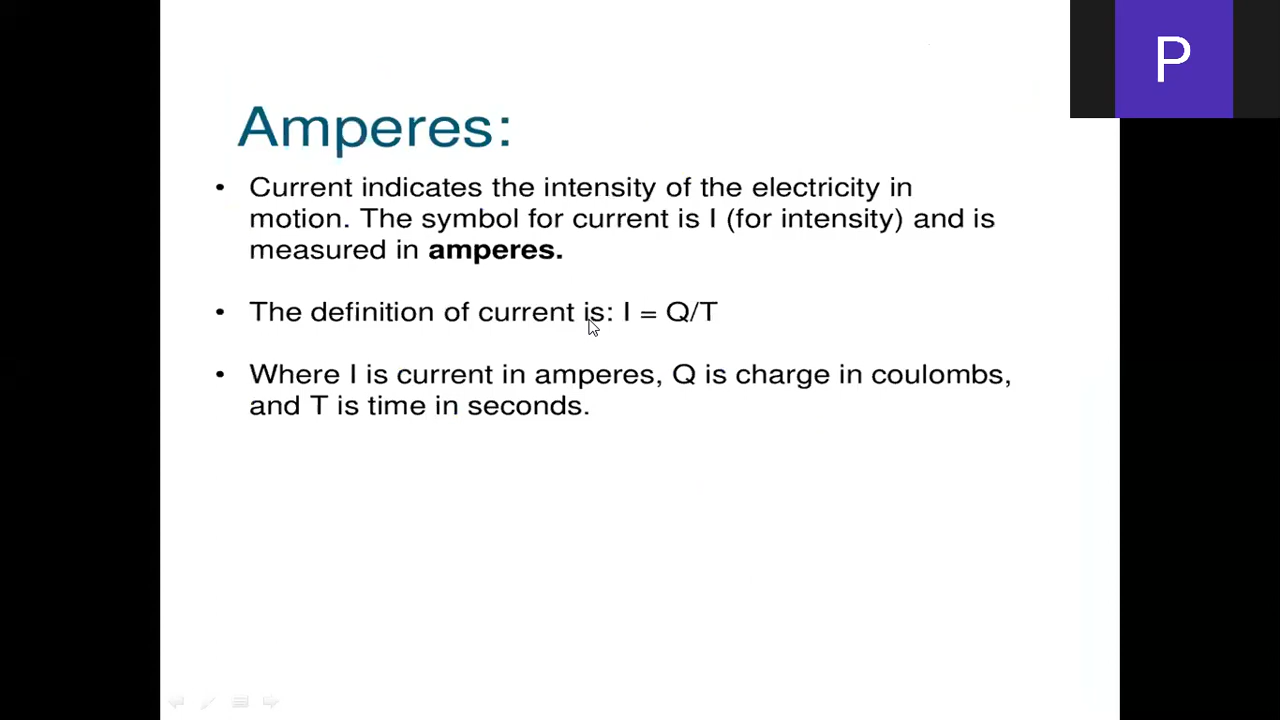 P
Amperes:
• Current indicates the intensity of the electricity in
motion. The symbol for current is I (for intensity) and is
measured in amperes.
• The definition of current is: I = Q/T
• Where I is current in amperes, Q is charge in coulombs,
and T is time in seconds.